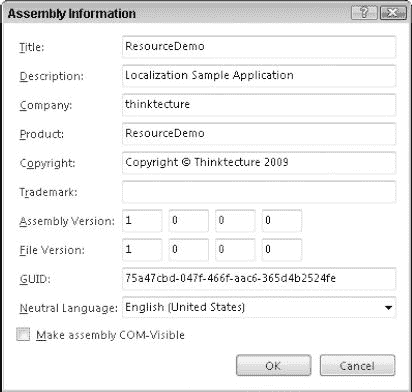 Assembly Information
Title: ResourceDemo
Description: Localization Sample Application
Company: thinktecture
Product: ResourceDemo
Copyright: Copyright © Thinktecture 2009
Trademark:
Assembly Version: 1 0 0 0
File Version: 1 0 0 0
GUID: 75a47cbd-047f-466f-aac6-365d4b2524fe
Neutral Language: English (United States)
Make assembly COM-Visible
OK Cancel